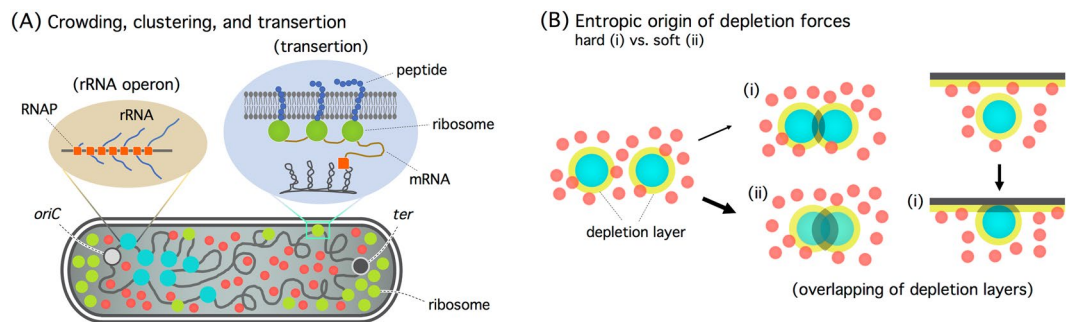 (A) Crowding, clustering, and transertion
(transertion)
peptide
(rRNA operon)
RNAP
rRNA
ribosome
mRNA
oriC
ter
ribosome
(B) Entropic origin of depletion forces
hard (i) vs. soft (ii)
(i)
(ii)
depletion layer
(i)
(overlapping of depletion layers)